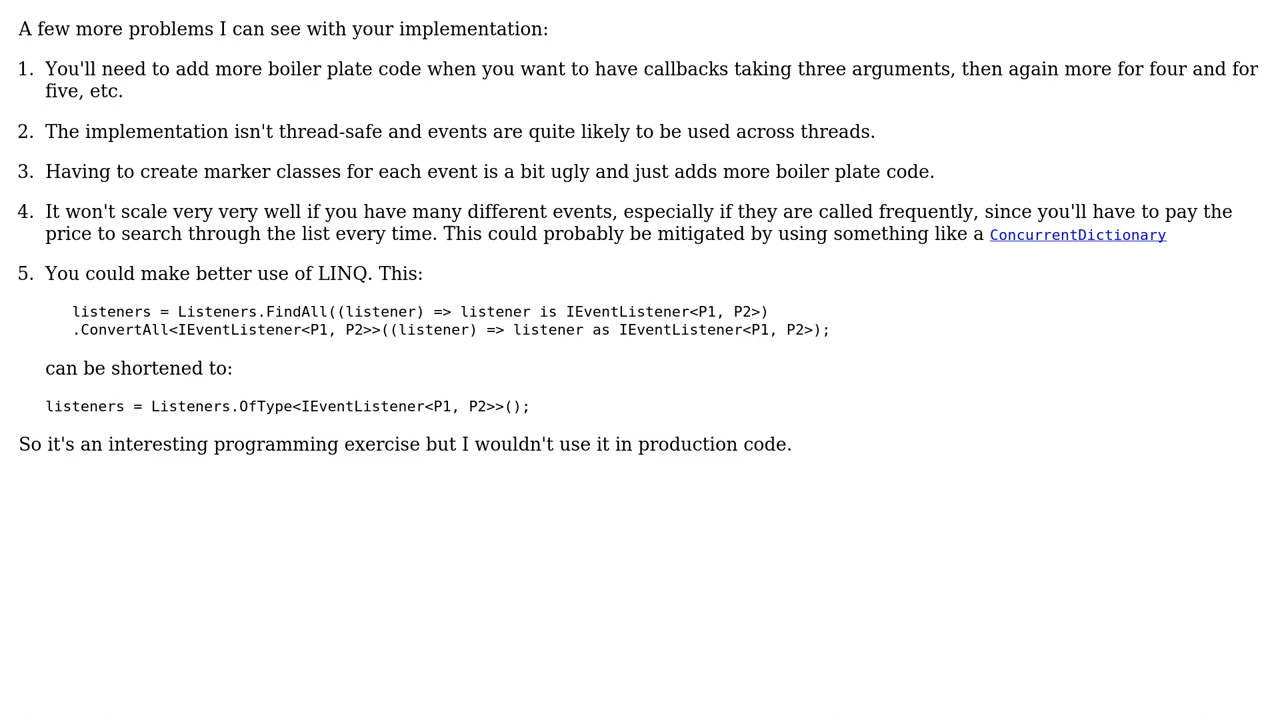 A few more problems I can see with your implementation:
1. You'll need to add more boiler plate code when you want to have callbacks taking three arguments, then again more for four and for
five, etc.
2. The implementation isn't thread-safe and events are quite likely to be used across threads.
3. Having to create marker classes for each event is a bit ugly and just adds more boiler plate code.
4. It won't scale very very well if you have many different events, especially if they are called frequently, since you'll have to pay the
price to search through the list every time. This could probably be mitigated by using something like a ConcurrentDictionary
5. You could make better use of LINQ. This:
listeners = Listeners.FindAll((listener) => listener is IEventListener<P1, P2>)
.ConvertAll<IEventListener<P1, P2>>((listener) => listener as IEventListener<P1, P2>);
can be shortened to:
listeners = Listeners.OfType<IEventListener<P1, P2>>();
So it's an interesting programming exercise but I wouldn't use it in production code.